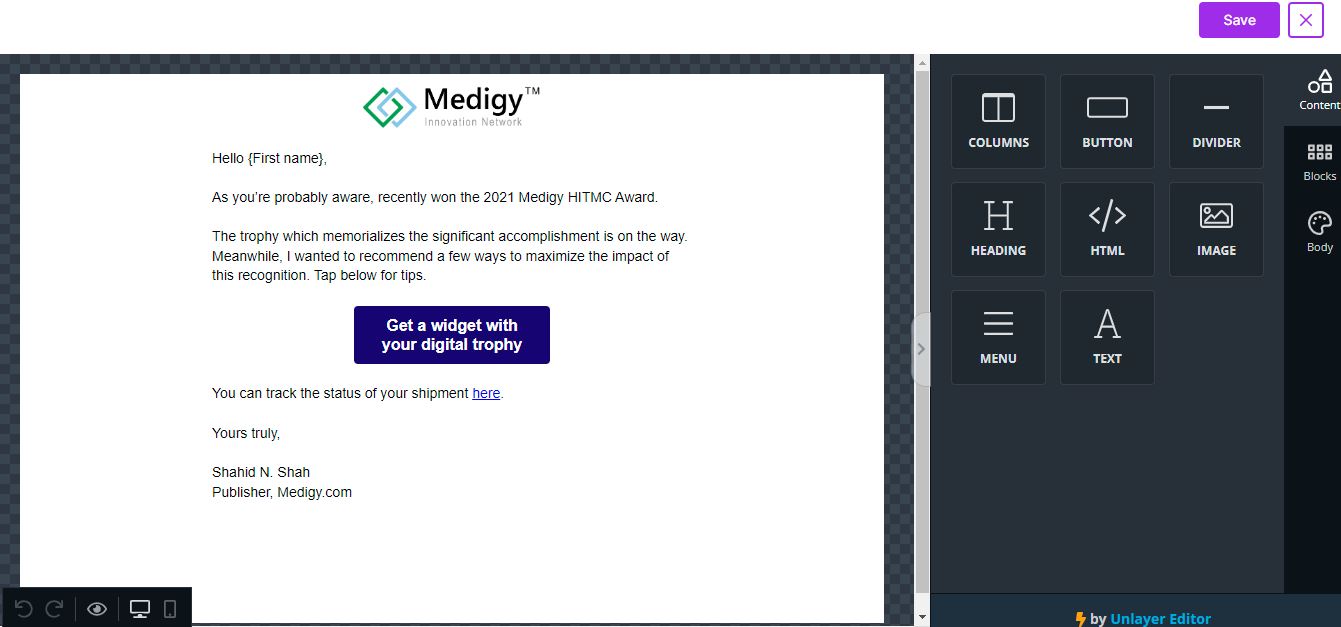 Save
Medigy™
Innovation Network
Hello {First name},
As you're probably aware, recently won the 2021 Medigy HITMC Award.
The trophy which memorializes the significant accomplishment is on the way.
Meanwhile, I wanted to recommend a few ways to maximize the impact of
this recognition. Tap below for tips.
Get a widget with
your digital trophy
You can track the status of your shipment here.
Yours truly,
Shahid N. Shah
Publisher, Medigy.com
COLUMNS
BUTTON
DIVIDER
HEADING
HTML
IMAGE
MENU
TEXT
Content
Blocks
Body
by Unlayer Editor